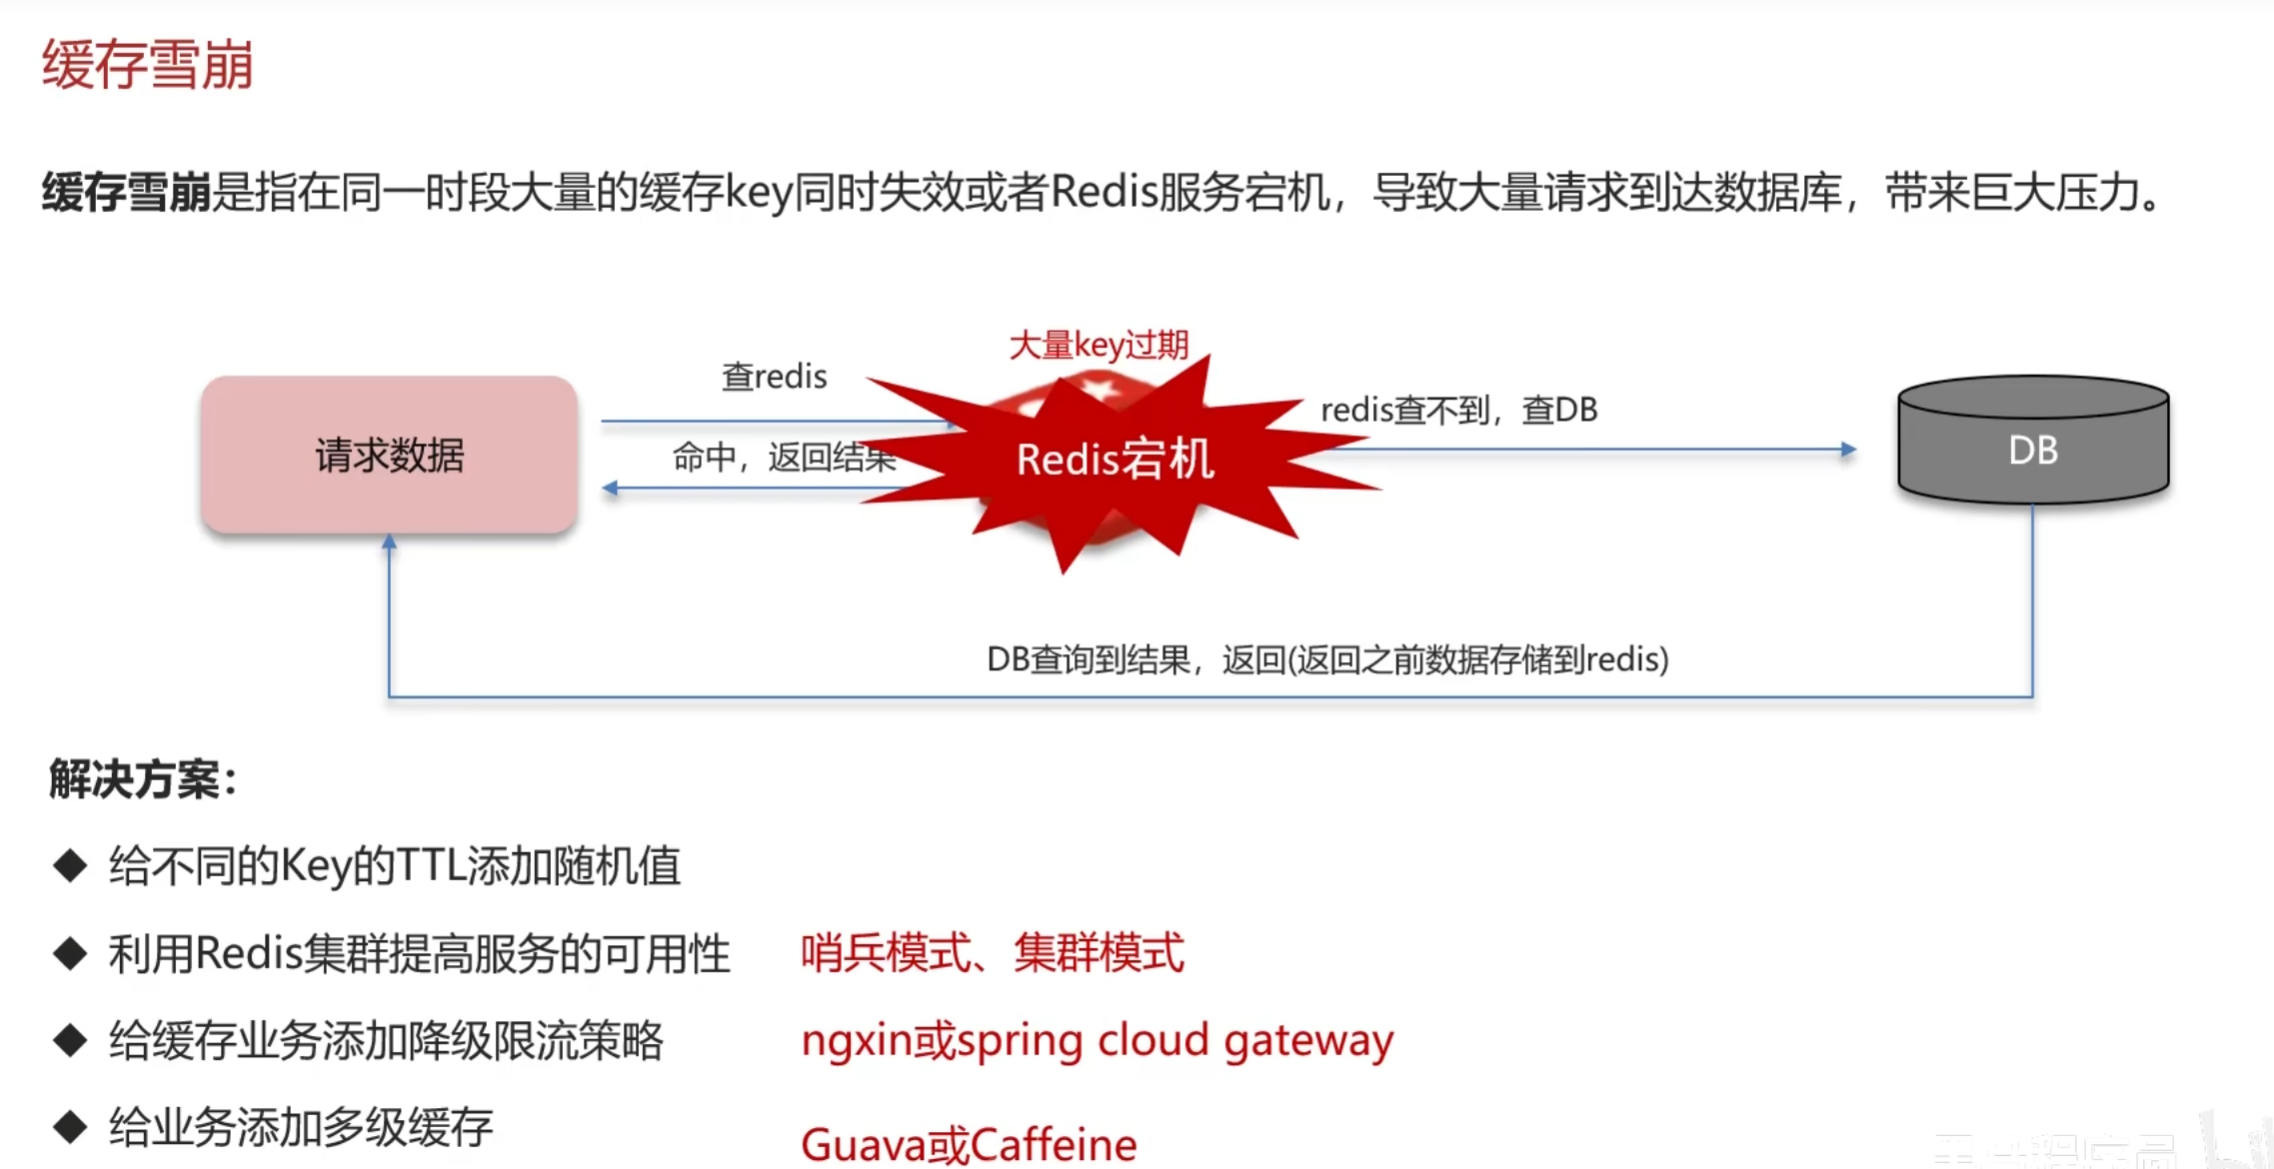 缓存雪崩
缓存雪崩是指在同一时段大量的缓存key同时失效或者Redis服务宕机，导致大量请求到达数据库，带来巨大压力。
大量key过期
查redis
redis查不到，查DB
请求数据
命中，返回结果
Redis宕机
DB
DB查询到结果，返回(返回之前数据存储到redis)
解决方案：
◆ 给不同的Key的TTL添加随机值
◆ 利用Redis集群提高服务的可用性 哨兵模式、集群模式
◆ 给缓存业务添加降级限流策略 ngxin或spring cloud gateway
◆ 给业务添加多级缓存 Guava或Caffeine